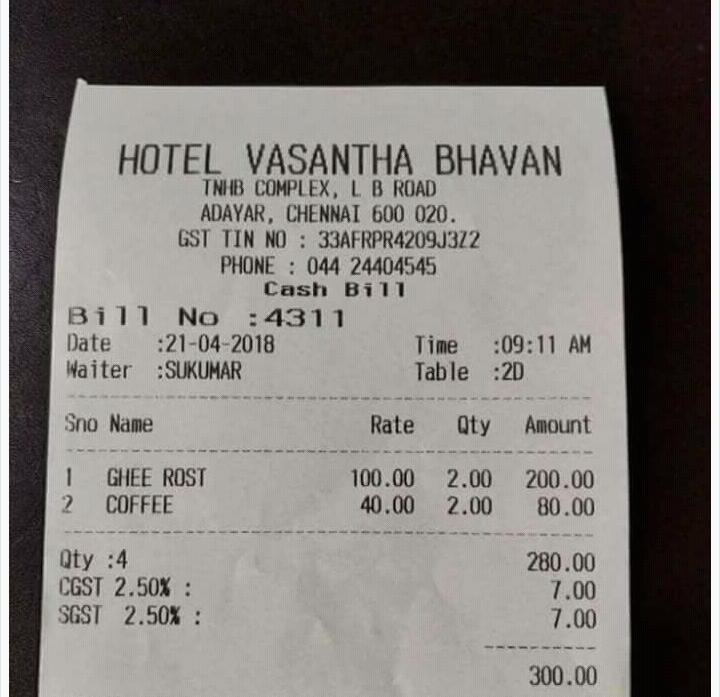 HOTEL VASANTHA BHAVAN
TNHB COMPLEX, L B ROAD
ADAYAR, CHENNAI 600 020.
GST TIN NO : 33AFRPR4209J3Z2
PHONE : 044 24404545
Cash Bill
Bill No :4311
Date :21-04-2018 Time :09:11 AM
Waiter :SUKUMAR Table :2D
Sno Name Rate Qty Amount
1 GHEE ROST 100.00 2.00 200.00
2 COFFEE 40.00 2.00 80.00
Qty :4 280.00
CGST 2.50% : 7.00
SGST 2.50% : 7.00
300.00